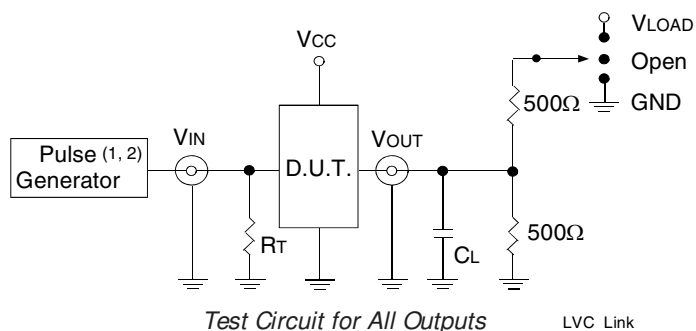 VLOAD
VCC
Open
500Ω
GND
VIN
VOUT
Pulse (1, 2)
Generator
D.U.T.
RT
CL
500Ω
Test Circuit for All Outputs
LVC Link